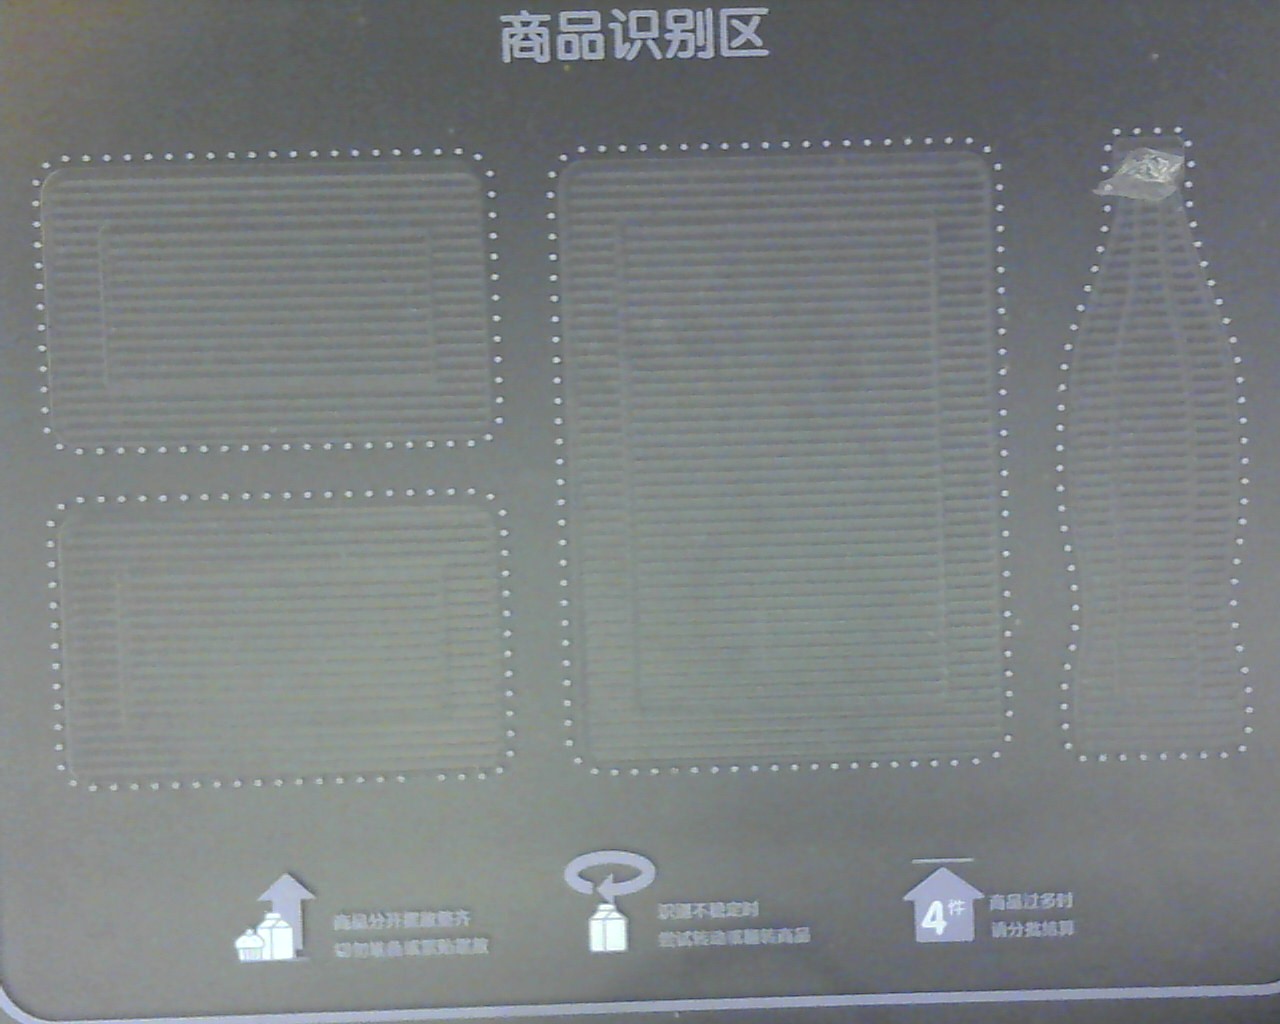 商品识别区
商品分开摆放整齐
切勿堆叠或紧贴摆放
识别不稳定时
尝试转动或翻转商品
4件
商品过多时
请分批结算